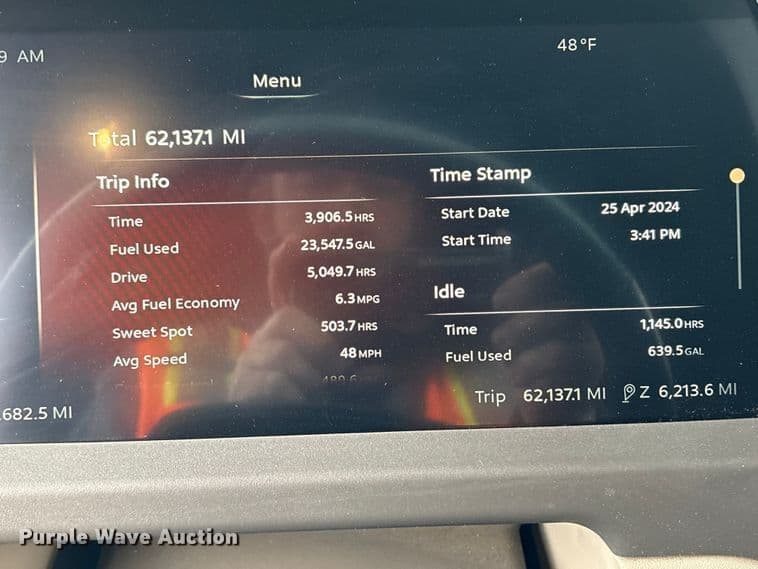 9 AM
48°F
Menu
Total 62,137.1 MI
Trip Info
Time 3,906.5 HRS
Fuel Used 23,547.5 GAL
Drive 5,049.7 HRS
Avg Fuel Economy 6.3 MPG
Sweet Spot 503.7 HRS
Avg Speed 48 MPH
Time Stamp
Start Date 25 Apr 2024
Start Time 3:41 PM
Idle
Time 1,145.0 HRS
Fuel Used 639.5 GAL
.682.5 MI
Trip 62,137.1 MI Z 6,213.6 MI
Purple Wave Auction